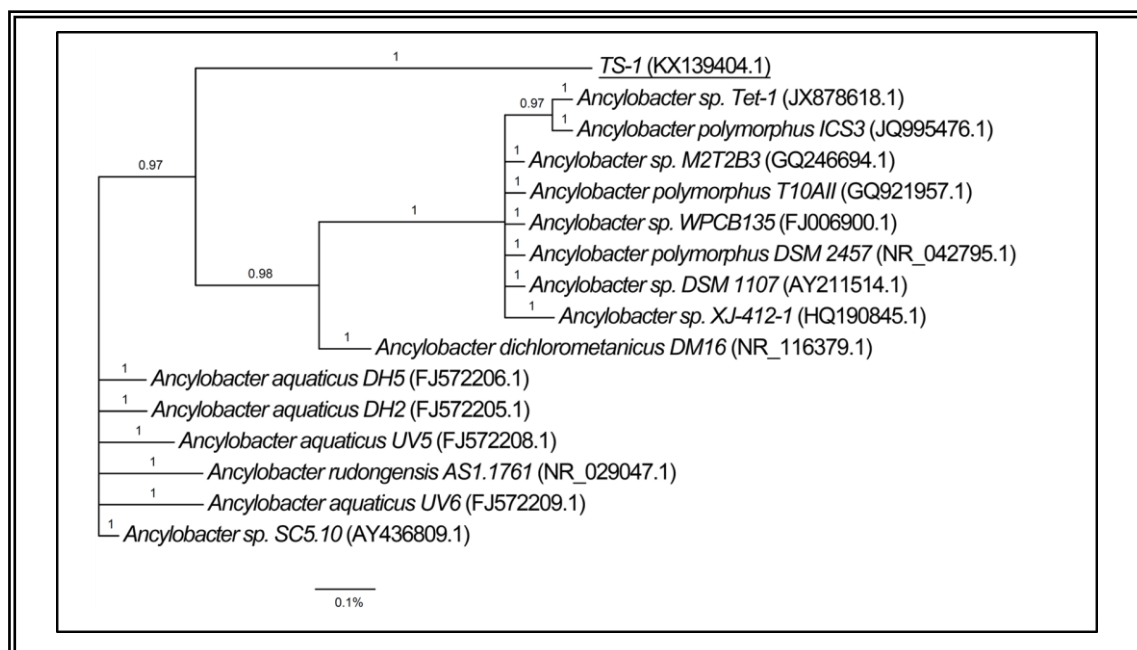 1
TS-1 (KX139404.1)
1
Ancylobacter sp. Tet-1 (JX878618.1)
0.97
1
Ancylobacter polymorphus ICS3 (JQ995476.1)
1
Ancylobacter sp. M2T2B3 (GQ246694.1)
0.97
1
Ancylobacter polymorphus T10AII (GQ921957.1)
1
1
Ancylobacter sp. WPCB135 (FJ006900.1)
1
Ancylobacter polymorphus DSM 2457 (NR_042795.1)
0.98
1
Ancylobacter sp. DSM 1107 (AY211514.1)
1
Ancylobacter sp. XJ-412-1 (HQ190845.1)
1
Ancylobacter dichlorometanicus DM16 (NR_116379.1)
1
Ancylobacter aquaticus DH5 (FJ572206.1)
1
Ancylobacter aquaticus DH2 (FJ572205.1)
1
Ancylobacter aquaticus UV5 (FJ572208.1)
1
Ancylobacter rudongensis AS1.1761 (NR_029047.1)
1
Ancylobacter aquaticus UV6 (FJ572209.1)
1
Ancylobacter sp. SC5.10 (AY436809.1)
0.1%